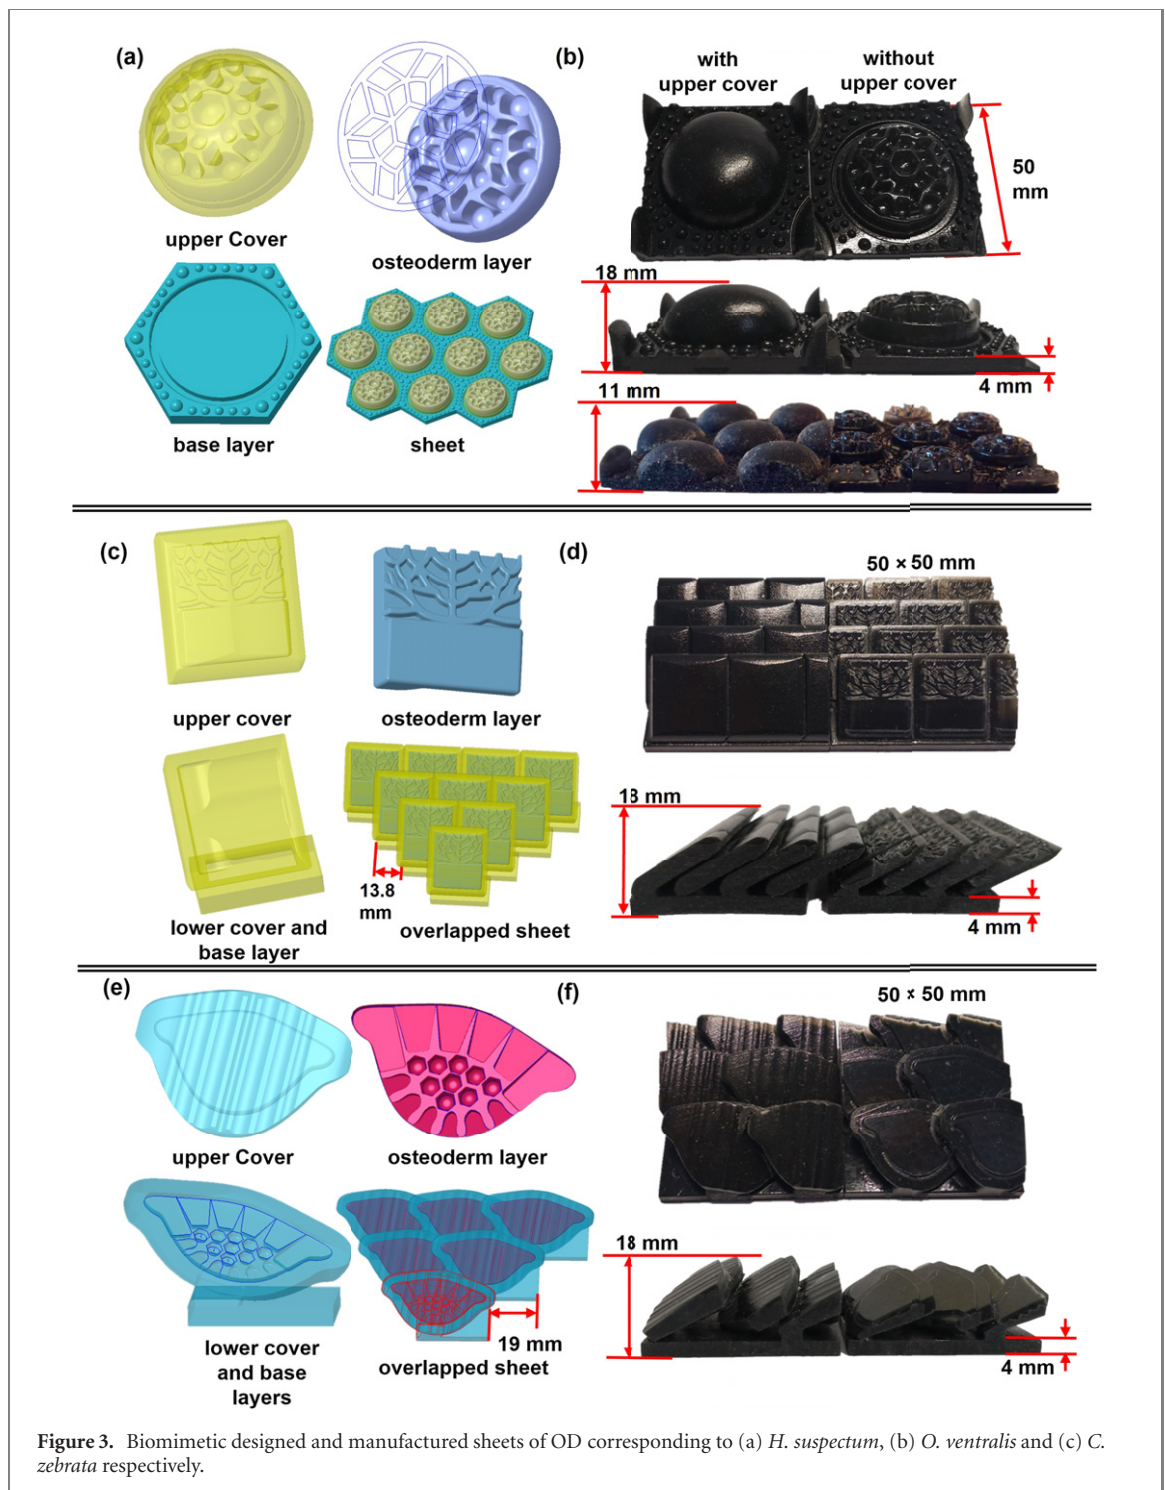 (a)
upper Cover
osteoderm layer
base layer
sheet
(b)
with
upper cover
without
upper cover
50
mm
18 mm
4 mm
11 mm
(c)
upper cover
osteoderm layer
lower cover and
base layer
13.8
mm
overlapped sheet
(d)
50 × 50 mm
18 mm
4 mm
(e)
upper Cover
osteoderm layer
lower cover
and base
layers
19 mm
overlapped sheet
(f)
50 × 50 mm
18 mm
4 mm
Figure 3. Biomimetic designed and manufactured sheets of OD corresponding to (a) H. suspectum, (b) O. ventralis and (c) C.
zebrata respectively.